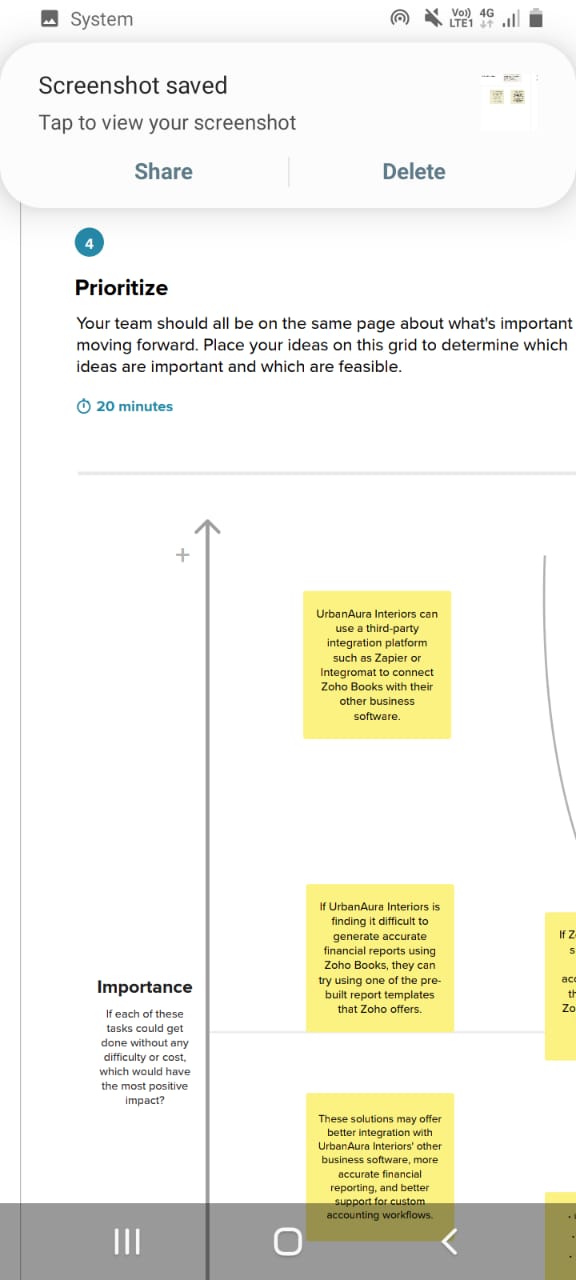 System
Vo)) 4G
LTE1
Screenshot saved
Tap to view your screenshot
Share Delete
4
Prioritize
Your team should all be on the same page about what's important
moving forward. Place your ideas on this grid to determine which
ideas are important and which are feasible.
20 minutes
+
UrbanAura Interiors can
use a third-party
integration platform
such as Zapier or
Integromat to connect
Zoho Books with their
other business
software.
If UrbanAura Interiors is
finding it difficult to
generate accurate
financial reports using
Zoho Books, they can
try using one of the pre-
built report templates
that Zoho offers.
If Z
s
acc
th
Zo
Importance
If each of these
tasks could get
done without any
difficulty or cost,
which would have
the most positive
impact?
These solutions may offer
better integration with
UrbanAura Interiors' other
business software, more
accurate financial
reporting, and better
support for custom
accounting workflows.